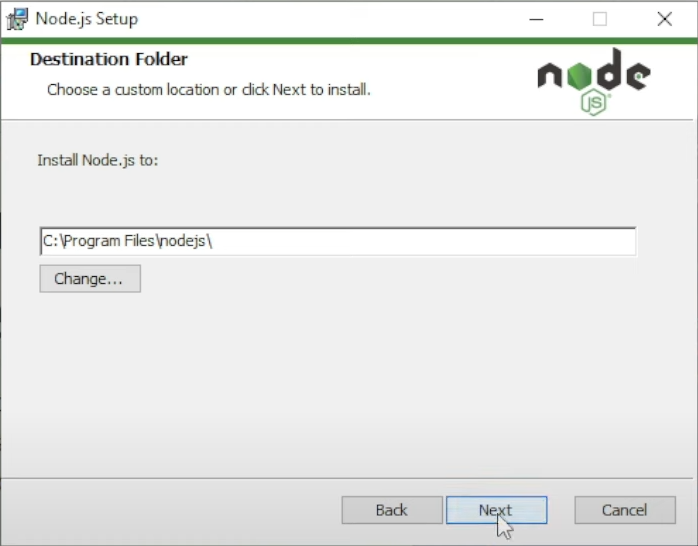 Node.js Setup
Destination Folder
Choose a custom location or click Next to install.
node
JS
Install Node.js to:
C:\Program Files\nodejs\
Change...
Back
Next
Cancel